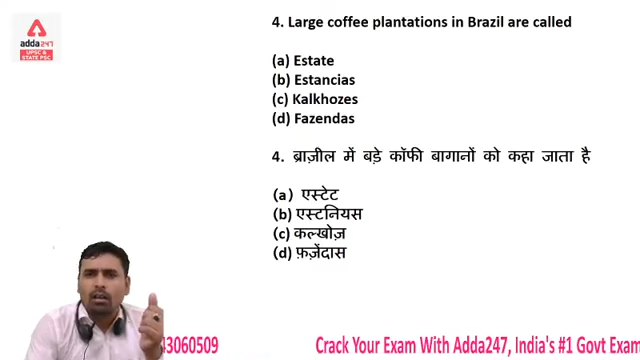 4. Large coffee plantations in Brazil are called
adda247
UPSC &
STATE PSC
(a) Estate
(b) Estancias
(c) Kalkhozes
(d) Fazendas
4. ब्राज़ील में बड़े कॉफी बागानों को कहा जाता है
(a) एस्टेट
(b) एस्टनियस
(c) कल्खोज़
(d) फ़ज़ेंदास
43060509
Crack Your Exam With Adda247, India's #1 Govt Exam